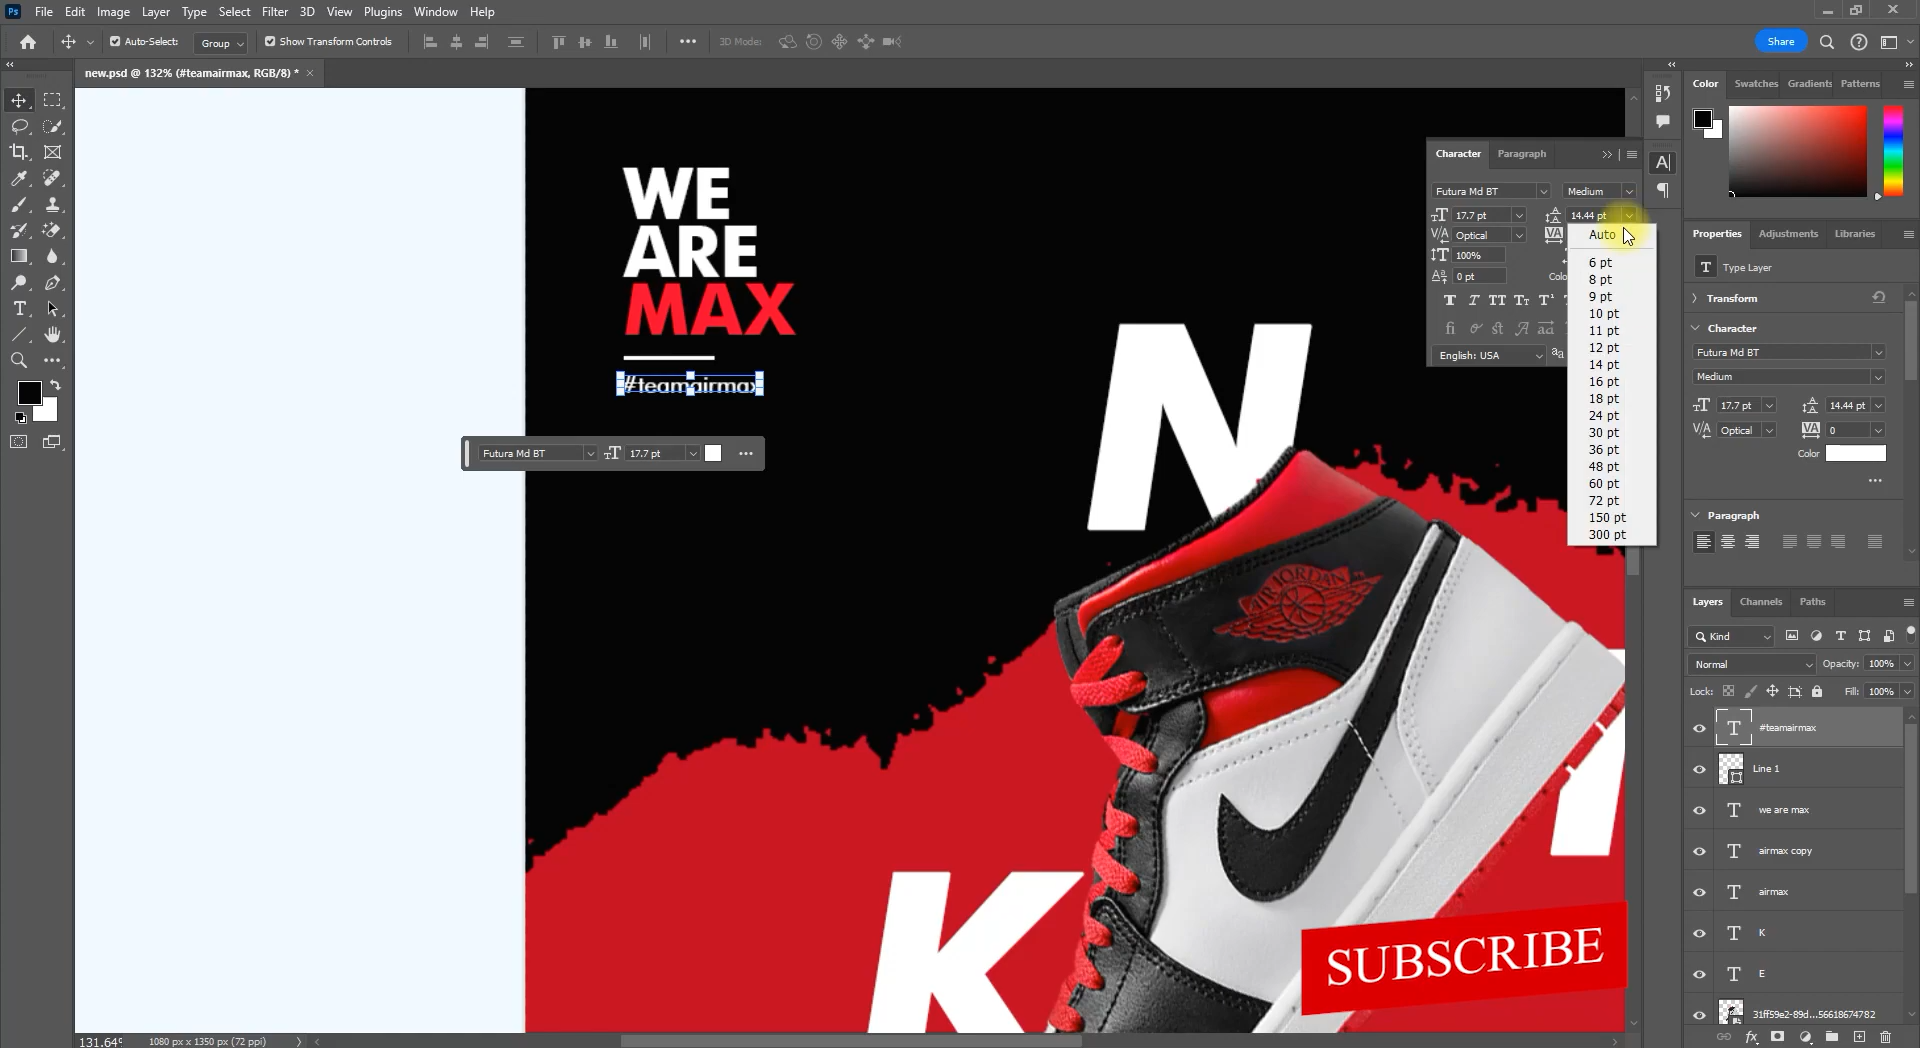 Ps File Edit Image Layer Type Select Filter 3D View Plugins Window Help
Auto-Select: Group Show Transform Controls 3D Mode: Share
new.psd @ 132% (#teamairmax, RGB/8) *
WE
ARE
MAX
#teamairmax
Futura Md BT 17.7 pt
N
AIR JORDAN
K
SUBSCRIBE
Character Paragraph
Futura Md BT Medium
17.7 pt 14.44 pt
Optical
100%
0 pt Colo
English: USA
Auto
6 pt
8 pt
9 pt
10 pt
11 pt
12 pt
14 pt
16 pt
18 pt
24 pt
30 pt
36 pt
48 pt
60 pt
72 pt
150 pt
300 pt
Color Swatches Gradients Patterns
Properties Adjustments Libraries
Type Layer
Transform
Character
Futura Md BT
Medium
17.7 pt 14.44 pt
Optical 0
Color
Paragraph
Layers Channels Paths
Kind
Normal Opacity: 100%
Lock: Fill: 100%
#teamairmax
Line 1
we are max
airmax copy
airmax
K
E
31ff59e2-89d...56618674782
131.64% 1080 px x 1350 px (72 ppi)